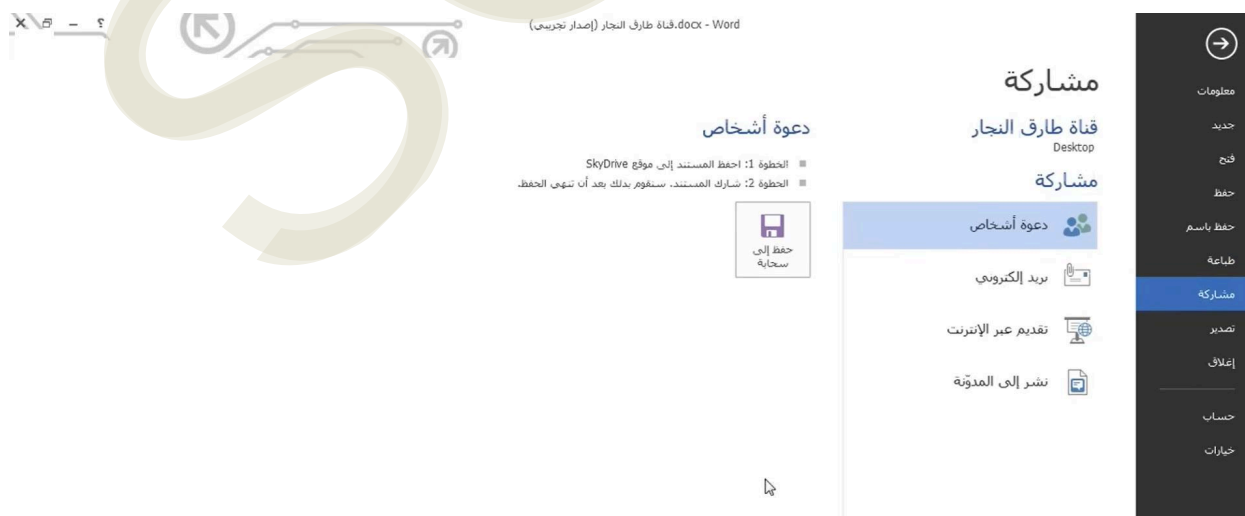 قناة طارق النجار (إصدار تجريبي).docx - Word
؟
معلومات
جديد
فتح
حفظ
حفظ باسم
طباعة
مشاركة
تصدير
إغلاق
حساب
خيارات
مشاركة
قناة طارق النجار
Desktop
مشاركة
دعوة أشخاص
بريد إلكتروني
تقديم عبر الإنترنت
نشر إلى المدوّنة
دعوة أشخاص
الخطوة 1: احفظ المستند إلى موقع SkyDrive
الخطوة 2: شارك المستند. سنقوم بذلك بعد أن تنهي الحفظ.
حفظ إلى
سحابة